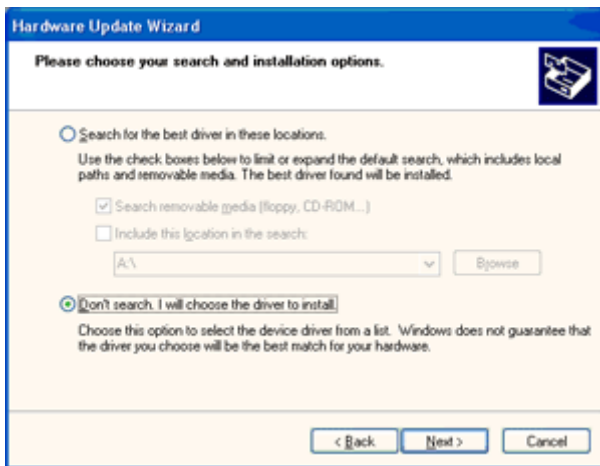 Hardware Update Wizard
Please choose your search and installation options.
Search for the best driver in these locations.
Use the check boxes below to limit or expand the default search, which includes local
paths and removable media. The best driver found will be installed.
Search removable media (floppy, CD-ROM...)
Include this location in the search:
A:\
Browse
Don't search. I will choose the driver to install.
Choose this option to select the device driver from a list. Windows does not guarantee that
the driver you choose will be the best match for your hardware.
< Back Next > Cancel